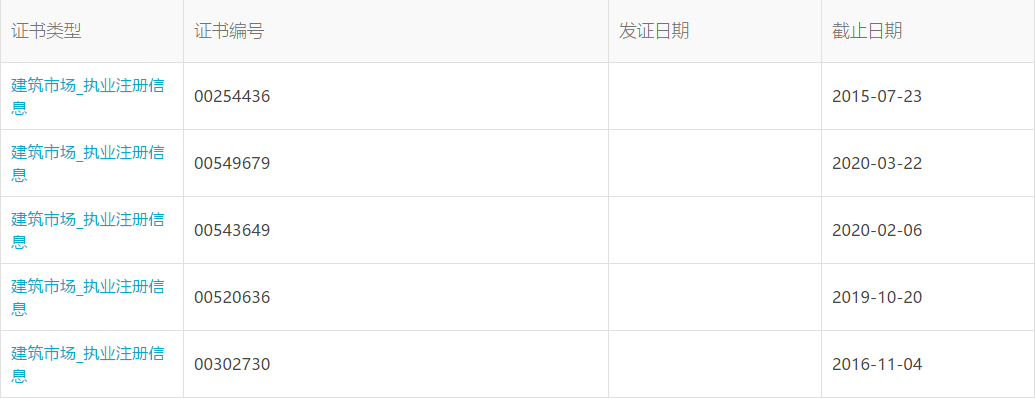 证书类型 证书编号 发证日期 截止日期
建筑市场_执业注册信
息 00254436 2015-07-23
建筑市场_执业注册信
息 00549679 2020-03-22
建筑市场_执业注册信
息 00543649 2020-02-06
建筑市场_执业注册信
息 00520636 2019-10-20
建筑市场_执业注册信
息 00302730 2016-11-04